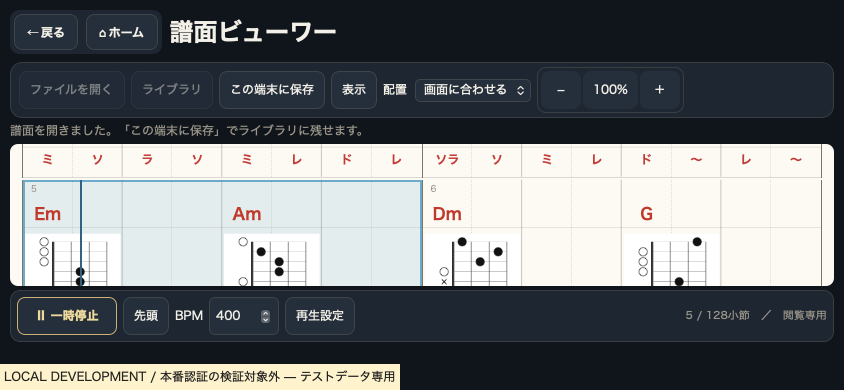 ←戻る ⌂ホーム 譜面ビューワー
ファイルを開く ライブラリ この端末に保存 表示 配置 画面に合わせる − 100% +
譜面を開きました。「この端末に保存」でライブラリに残せます。
ミ ソ ラ ソ ミ レ ド レ ソラ ソ ミ レ ド 〜 レ 〜
5 6
Em Am Dm G
×
⏸ 一時停止 先頭 BPM 400 再生設定 5 / 128小節 ／ 閲覧専用
LOCAL DEVELOPMENT / 本番認証の検証対象外 — テストデータ専用